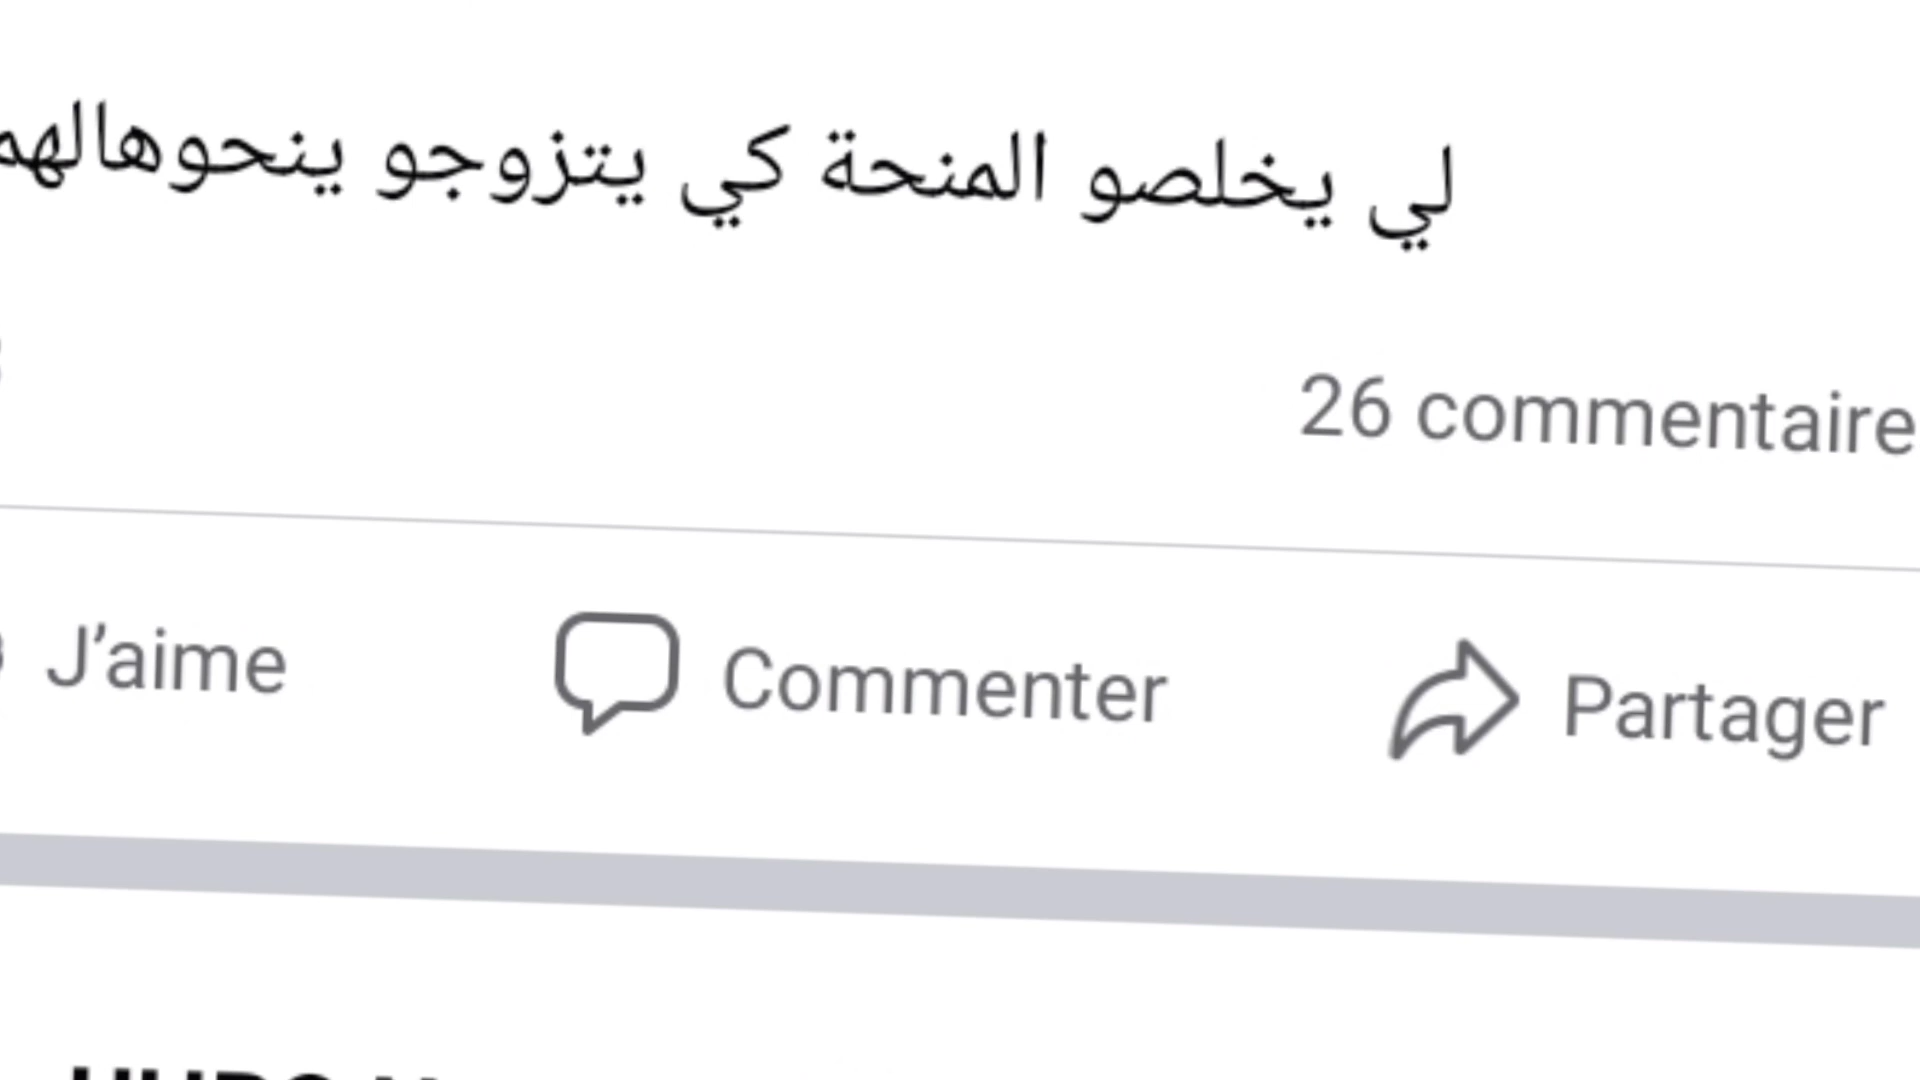 لي يخلصو المنحة كي يتزوجو ينحوهالهم
26 commentaire
J'aime
Commenter
Partager